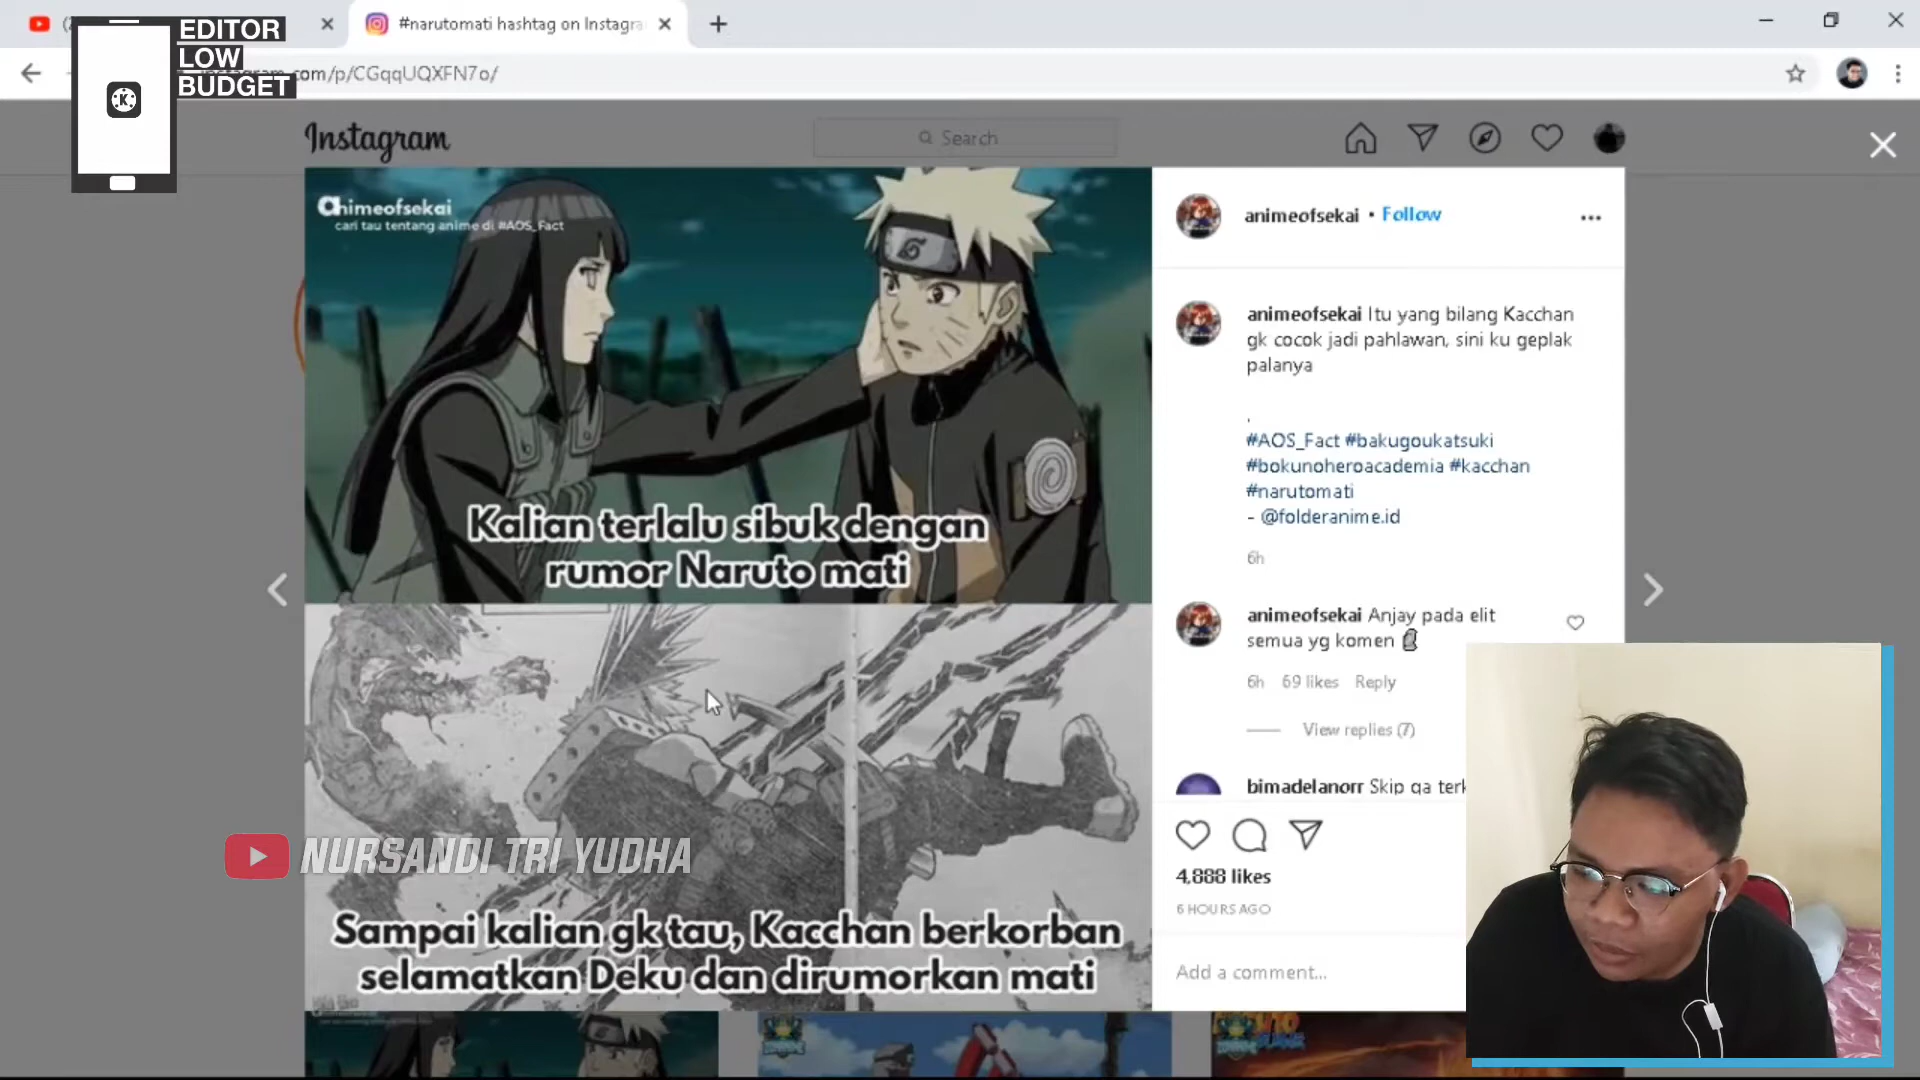 EDITOR
LOW
BUDGET
#narutomati hashtag on Instagra
com/p/CGqqUQXFN7o/
Instagram
Search
animeofsekai
cari tau tentang anime di #AOS_Fact
Kalian terlalu sibuk dengan
rumor Naruto mati
NURSANDI TRI YUDHA
Sampai kalian gk tau, Kacchan berkorban
selamatkan Deku dan dirumorkan mati
animeofsekai • Follow
animeofsekai Itu yang bilang Kacchan
gk cocok jadi pahlawan, sini ku geplak
palanya
.
#AOS_Fact #bakugoukatsuki
#bokunoheroacademia #kacchan
#narutomati
- @folderanime.id
6h
animeofsekai Anjay pada elit
semua yg komen 🗿
6h 69 likes Reply
View replies (7)
bimadelanorr Skip ga
4,888 likes
6 HOURS AGO
Add a comment...